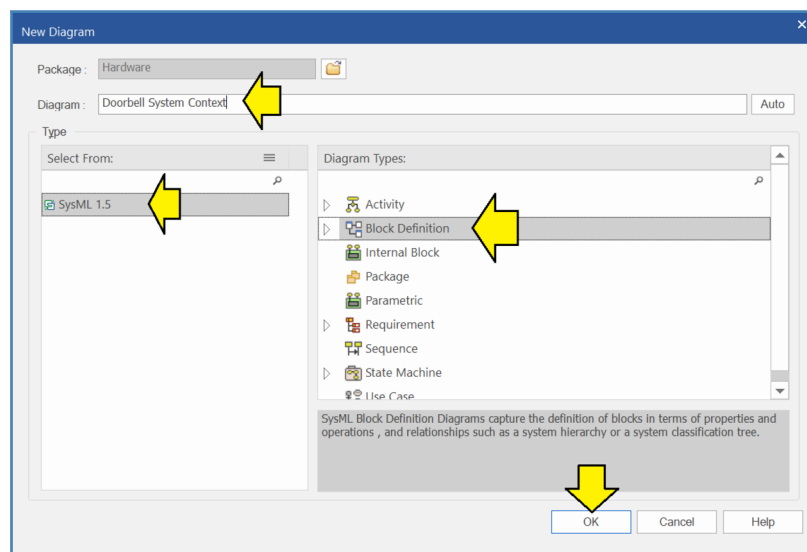 New Diagram
Package :
Hardware
Diagram :
Doorbell System Context
Auto
Type
Select From:
SysML 1.5
Diagram Types:
Activity
Block Definition
Internal Block
Package
Parametric
Requirement
Sequence
State Machine
Use Case
SysML Block Definition Diagrams capture the definition of blocks in terms of properties and
operations , and relationships such as a system hierarchy or a system classification tree.
OK
Cancel
Help